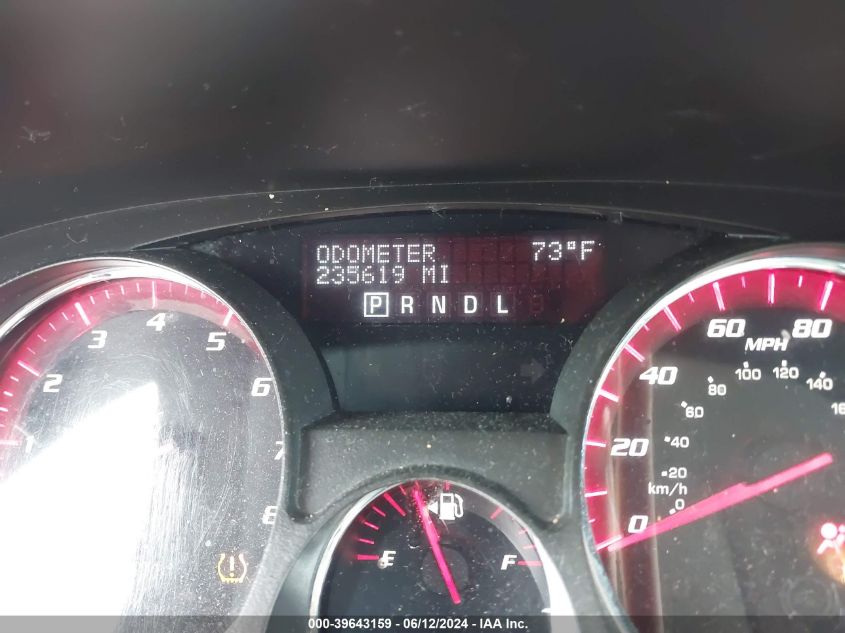 ODOMETER 73°F
235619 MI
P R N D L
1 2 3 4 5 6 7 8
0 20 40 60 80
MPH
0 20 40 60 80 100 120 140
km/h
E F
000-39643159 - 06/12/2024 - IAA Inc.